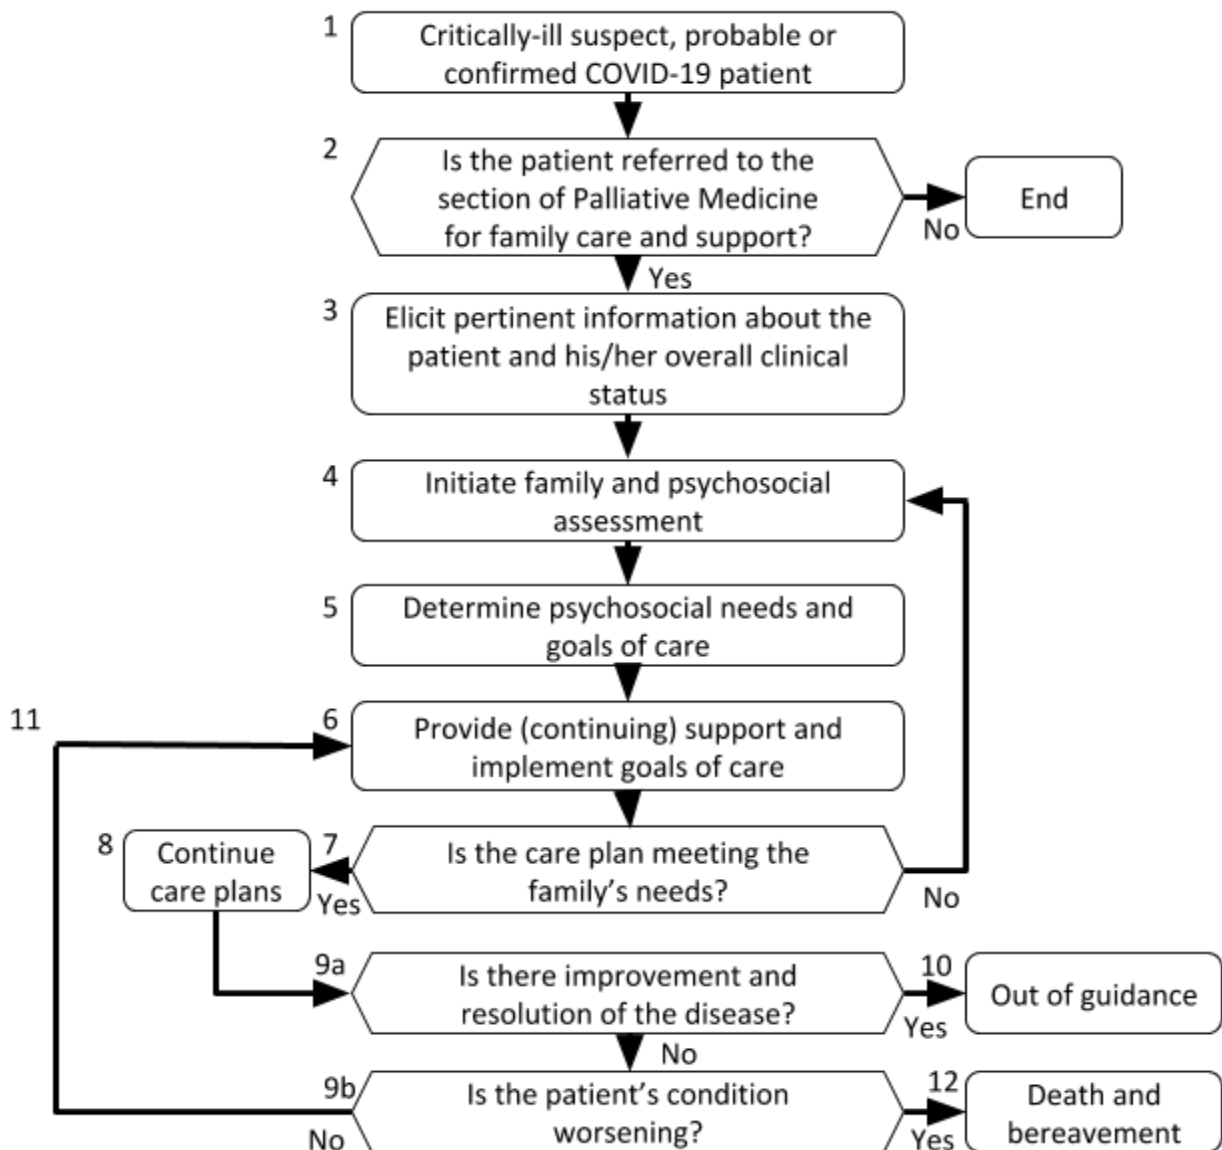 1
Critically-ill suspect, probable or
confirmed COVID-19 patient
2
Is the patient referred to the
section of Palliative Medicine
for family care and support?
No
End
Yes
3
Elicit pertinent information about the
patient and his/her overall clinical
status
4
Initiate family and psychosocial
assessment
5
Determine psychosocial needs and
goals of care
11
6
Provide (continuing) support and
implement goals of care
8
Continue
care plans
7
Yes
Is the care plan meeting the
family's needs?
No
9a
Is there improvement and
resolution of the disease?
10
Yes
Out of guidance
No
9b
Is the patient's condition
worsening?
No
12
Yes
Death and
bereavement